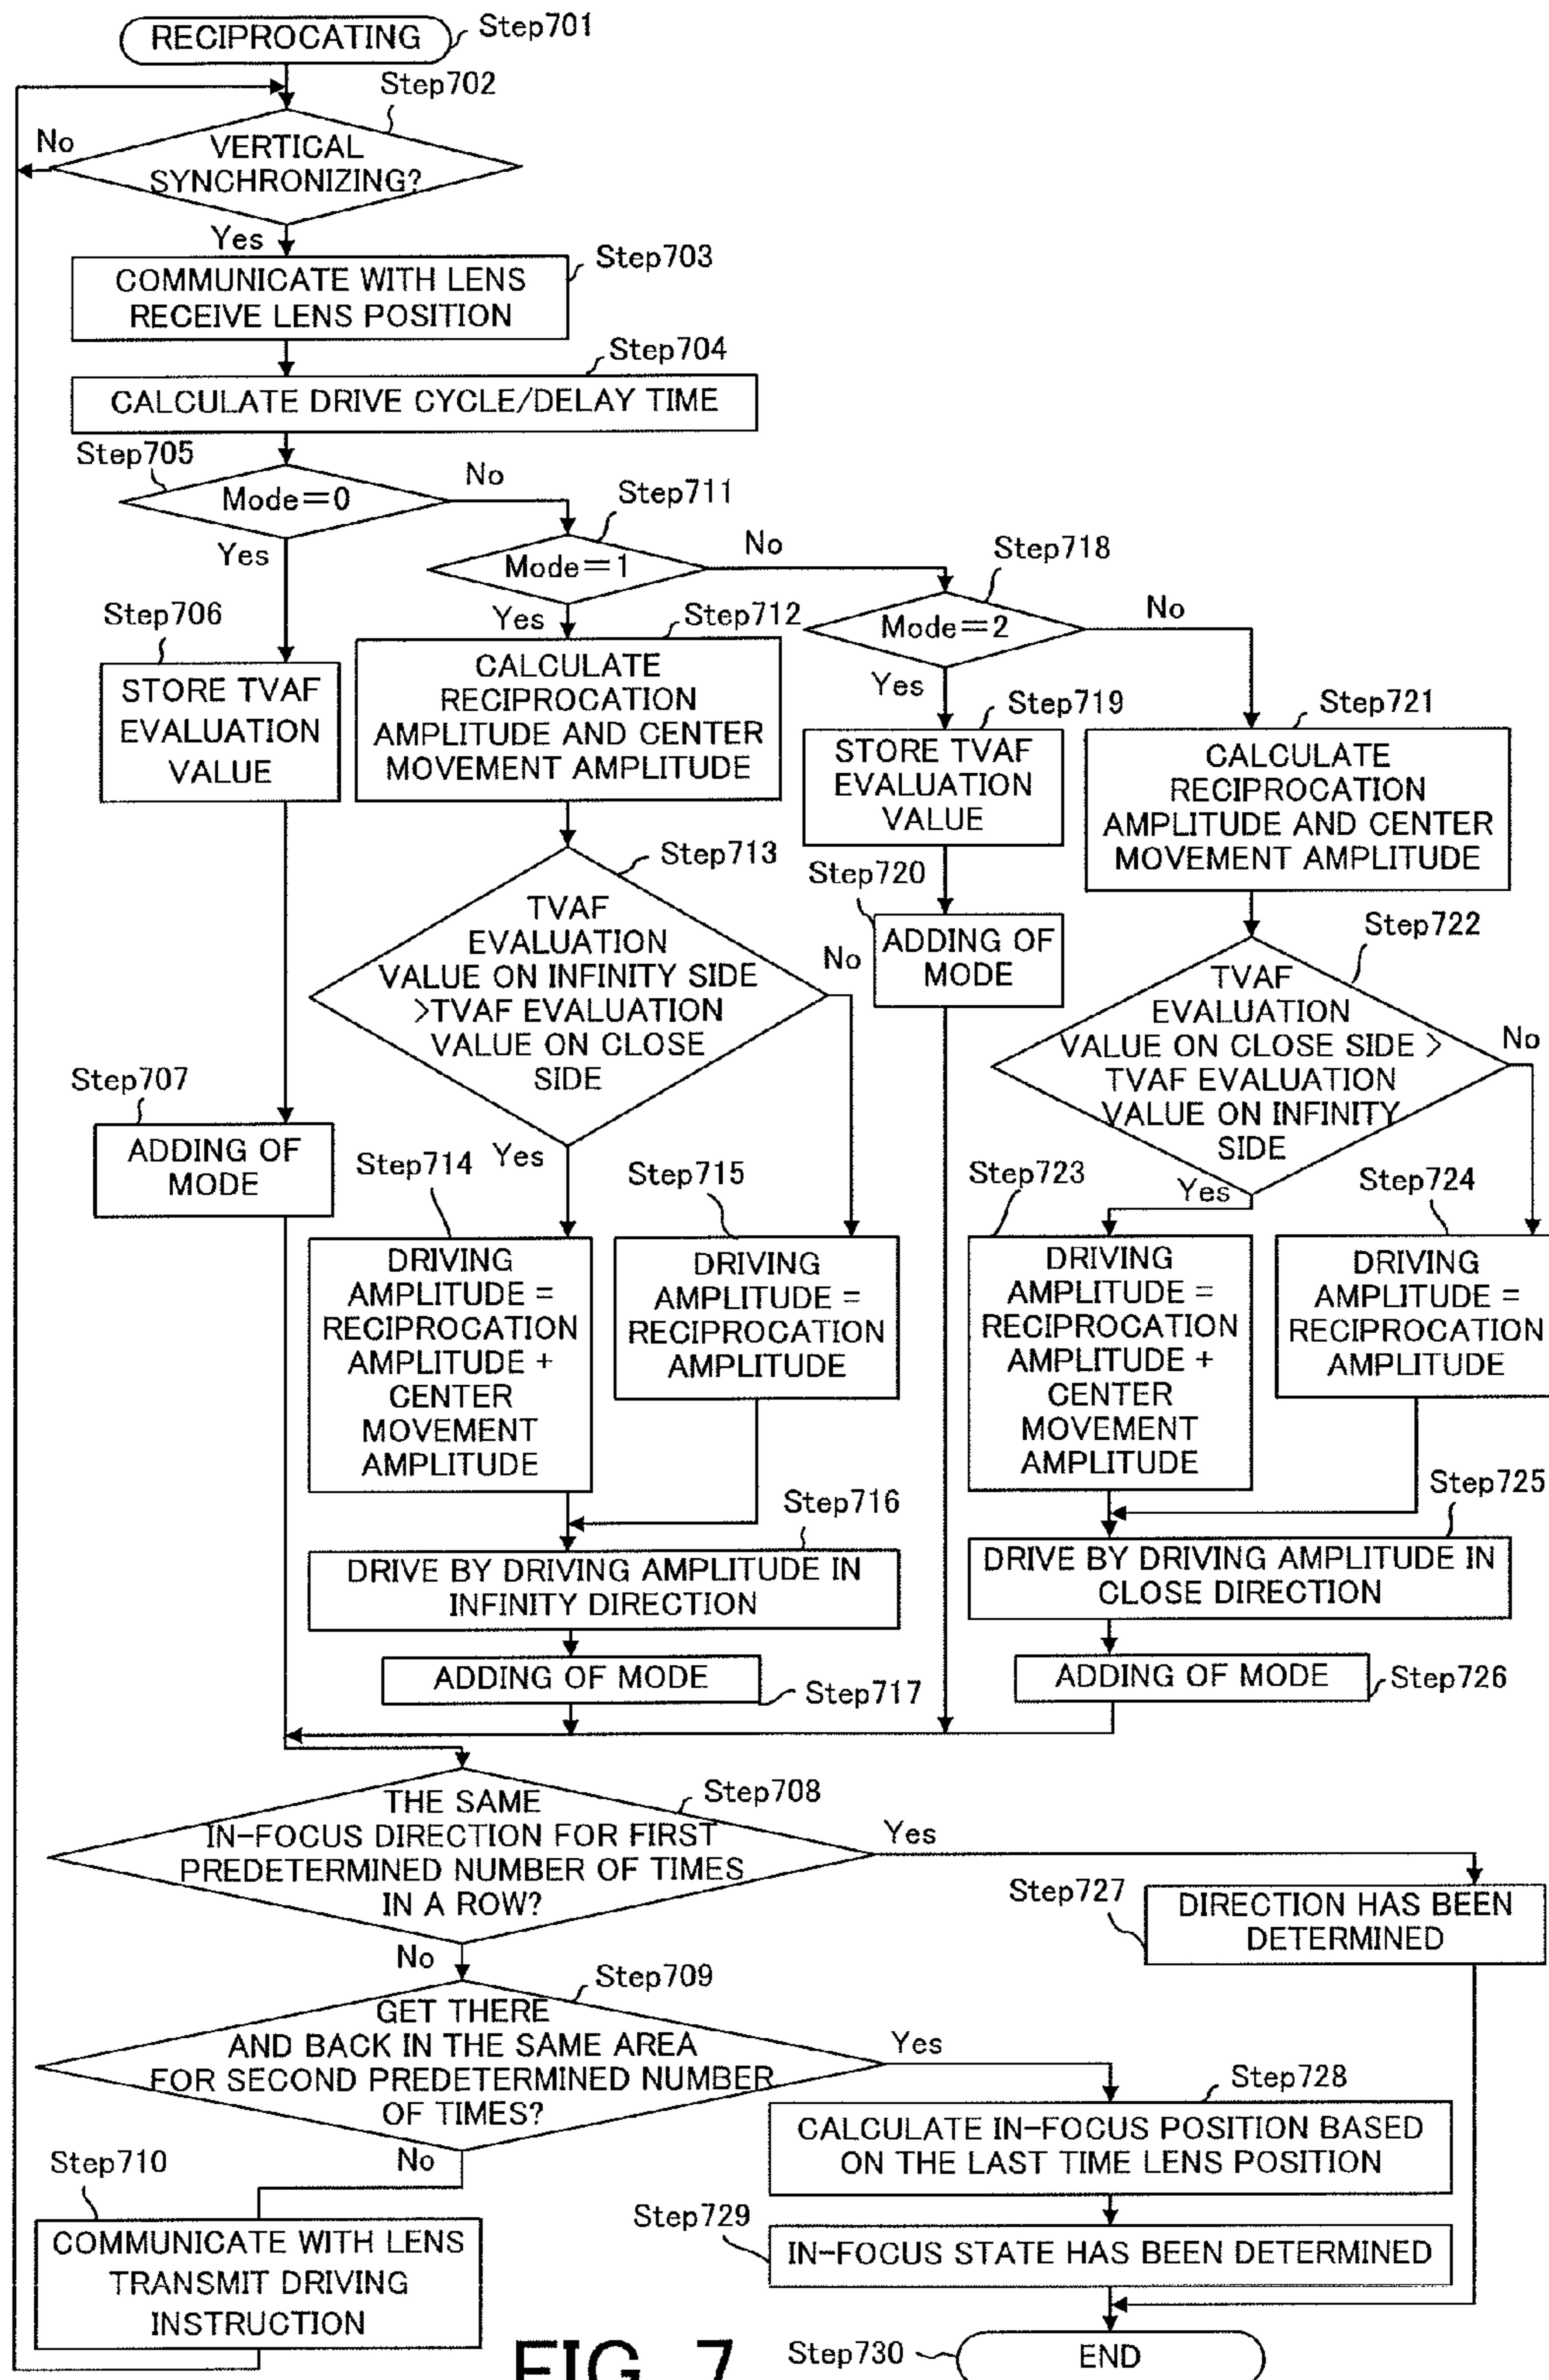 RECIPROCATING
Step701
Step702
No
VERTICAL
SYNCHRONIZING?
Yes
Step703
COMMUNICATE WITH LENS
RECEIVE LENS POSITION
Step704
CALCULATE DRIVE CYCLE/DELAY TIME
Step705
Mode=0
No
Yes
Step711
Mode=1
No
Yes
Step718
Mode=2
No
Yes
Step706
STORE TVAF
EVALUATION
VALUE
Step712
CALCULATE
RECIPROCATION
AMPLITUDE AND CENTER
MOVEMENT AMPLITUDE
Step719
STORE TVAF
EVALUATION
VALUE
Step721
CALCULATE
RECIPROCATION
AMPLITUDE AND CENTER
MOVEMENT AMPLITUDE
Step713
TVAF
EVALUATION
VALUE ON INFINITY SIDE
>TVAF EVALUATION
VALUE ON CLOSE
SIDE
No
Yes
Step720
ADDING OF
MODE
Step722
TVAF
EVALUATION
VALUE ON CLOSE SIDE >
TVAF EVALUATION
VALUE ON INFINITY
SIDE
No
Yes
Step707
ADDING OF
MODE
Step714
DRIVING
AMPLITUDE =
RECIPROCATION
AMPLITUDE +
CENTER
MOVEMENT
AMPLITUDE
Step715
DRIVING
AMPLITUDE =
RECIPROCATION
AMPLITUDE
Step723
DRIVING
AMPLITUDE =
RECIPROCATION
AMPLITUDE +
CENTER
MOVEMENT
AMPLITUDE
Step724
DRIVING
AMPLITUDE =
RECIPROCATION
AMPLITUDE
Step716
DRIVE BY DRIVING AMPLITUDE IN
INFINITY DIRECTION
Step725
DRIVE BY DRIVING AMPLITUDE IN
CLOSE DIRECTION
ADDING OF MODE
Step717
ADDING OF MODE
Step726
Step708
THE SAME
IN-FOCUS DIRECTION FOR FIRST
PREDETERMINED NUMBER OF TIMES
IN A ROW?
Yes
No
Step727
DIRECTION HAS BEEN
DETERMINED
Step709
GET THERE
AND BACK IN THE SAME AREA
FOR SECOND PREDETERMINED NUMBER
OF TIMES?
Yes
No
Step728
CALCULATE IN-FOCUS POSITION BASED
ON THE LAST TIME LENS POSITION
Step710
COMMUNICATE WITH LENS
TRANSMIT DRIVING
INSTRUCTION
Step729
IN-FOCUS STATE HAS BEEN DETERMINED
Step730
END
FIG. 7